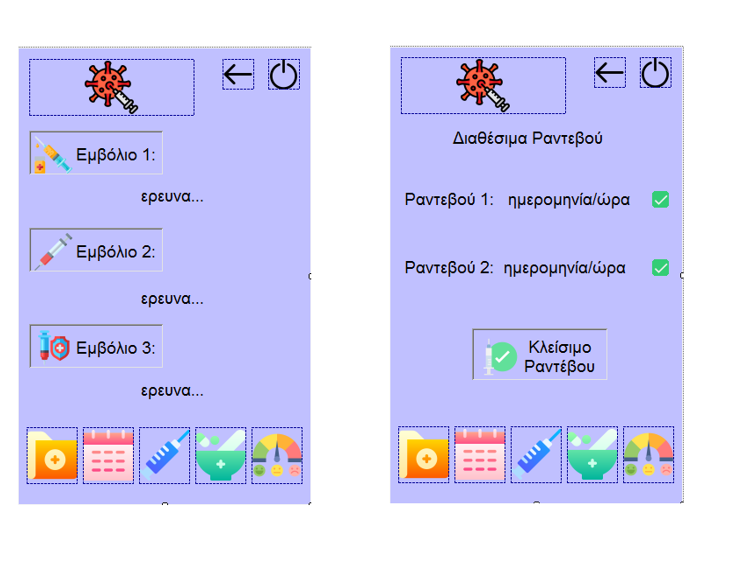 Εμβόλιο 1:
ερευνα...
Εμβόλιο 2:
ερευνα...
Εμβόλιο 3:
ερευνα...
Διαθέσιμα Ραντεβού
Ραντεβού 1: ημερομηνία/ώρα
Ραντεβού 2: ημερομηνία/ώρα
Κλείσιμο
Ραντέβου